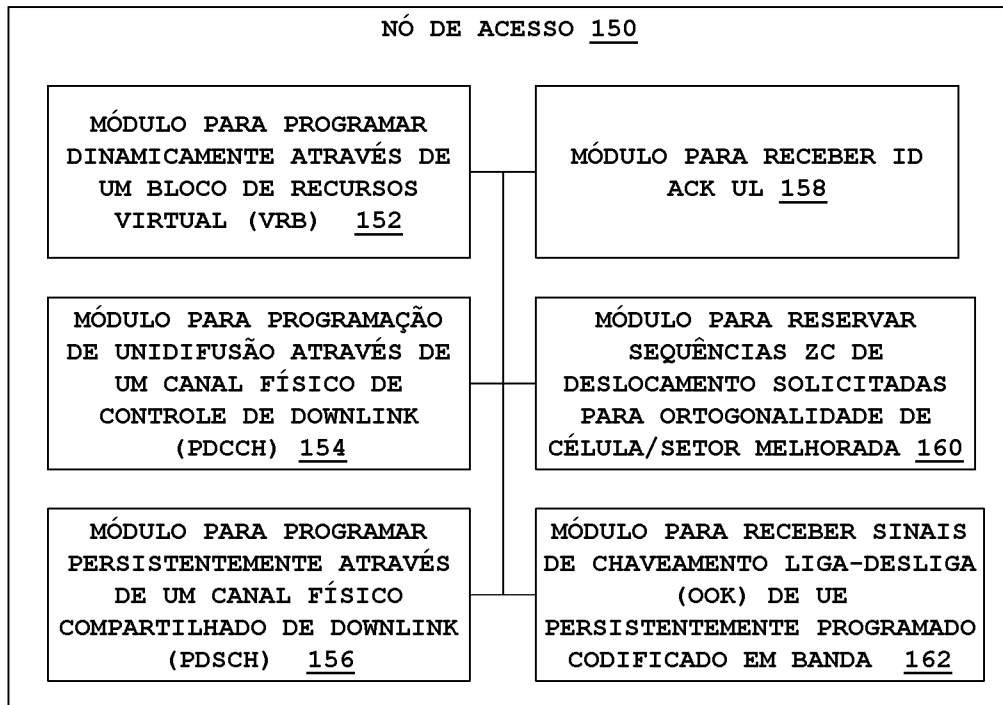 NÓ DE ACESSO 150
MÓDULO PARA PROGRAMAR
DINAMICAMENTE ATRAVÉS DE
UM BLOCO DE RECURSOS
VIRTUAL (VRB) 152
MÓDULO PARA RECEBER ID
ACK UL 158
MÓDULO PARA PROGRAMAÇÃO
DE UNIDIFUSÃO ATRAVÉS DE
UM CANAL FÍSICO DE
CONTROLE DE DOWNLINK
(PDCCH) 154
MÓDULO PARA RESERVAR
SEQUÊNCIAS ZC DE
DESLOCAMENTO SOLICITADAS
PARA ORTOGONALIDADE DE
CÉLULA/SETOR MELHORADA 160
MÓDULO PARA PROGRAMAR
PERSISTENTEMENTE ATRAVÉS
DE UM CANAL FÍSICO
COMPARTILHADO DE DOWNLINK
(PDSCH) 156
MÓDULO PARA RECEBER SINAIS
DE CHAVEAMENTO LIGA-DESLIGA
(OOK) DE UE
PERSISTENTEMENTE PROGRAMADO
CODIFICADO EM BANDA 162